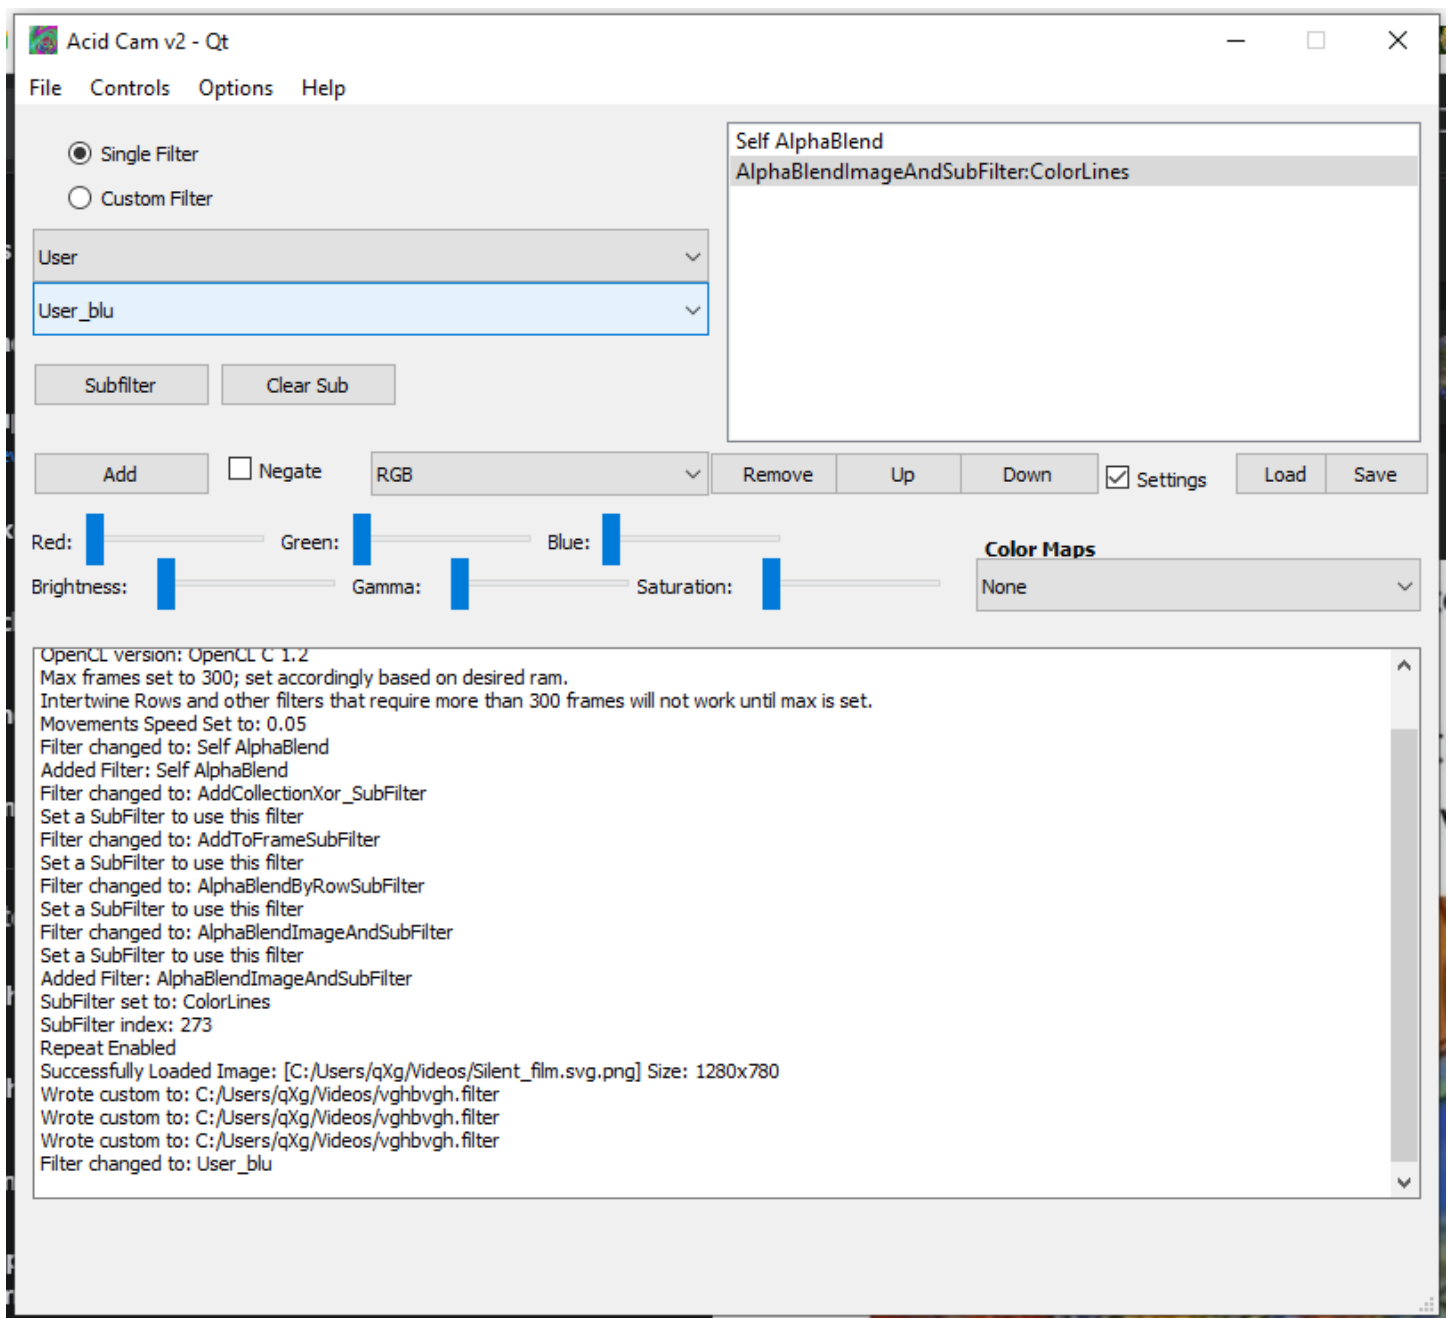 Acid Cam v2 - Qt
File Controls Options Help
Single Filter
Custom Filter
User
User_blu
Subfilter Clear Sub
Self AlphaBlend
AlphaBlendImageAndSubFilter:ColorLines
Add Negate RGB Remove Up Down Settings Load Save
Red: Green: Blue:
Brightness: Gamma: Saturation:
Color Maps
None
OpenCL version: OpenCL C 1.2
Max frames set to 300; set accordingly based on desired ram.
Intertwine Rows and other filters that require more than 300 frames will not work until max is set.
Movements Speed Set to: 0.05
Filter changed to: Self AlphaBlend
Added Filter: Self AlphaBlend
Filter changed to: AddCollectionXor_SubFilter
Set a SubFilter to use this filter
Filter changed to: AddToFrameSubFilter
Set a SubFilter to use this filter
Filter changed to: AlphaBlendByRowSubFilter
Set a SubFilter to use this filter
Filter changed to: AlphaBlendImageAndSubFilter
Set a SubFilter to use this filter
Added Filter: AlphaBlendImageAndSubFilter
SubFilter set to: ColorLines
SubFilter index: 273
Repeat Enabled
Successfully Loaded Image: [C:/Users/qXg/Videos/Silent_film.svg.png] Size: 1280x780
Wrote custom to: C:/Users/qXg/Videos/vghbvgh.filter
Wrote custom to: C:/Users/qXg/Videos/vghbvgh.filter
Wrote custom to: C:/Users/qXg/Videos/vghbvgh.filter
Filter changed to: User_blu